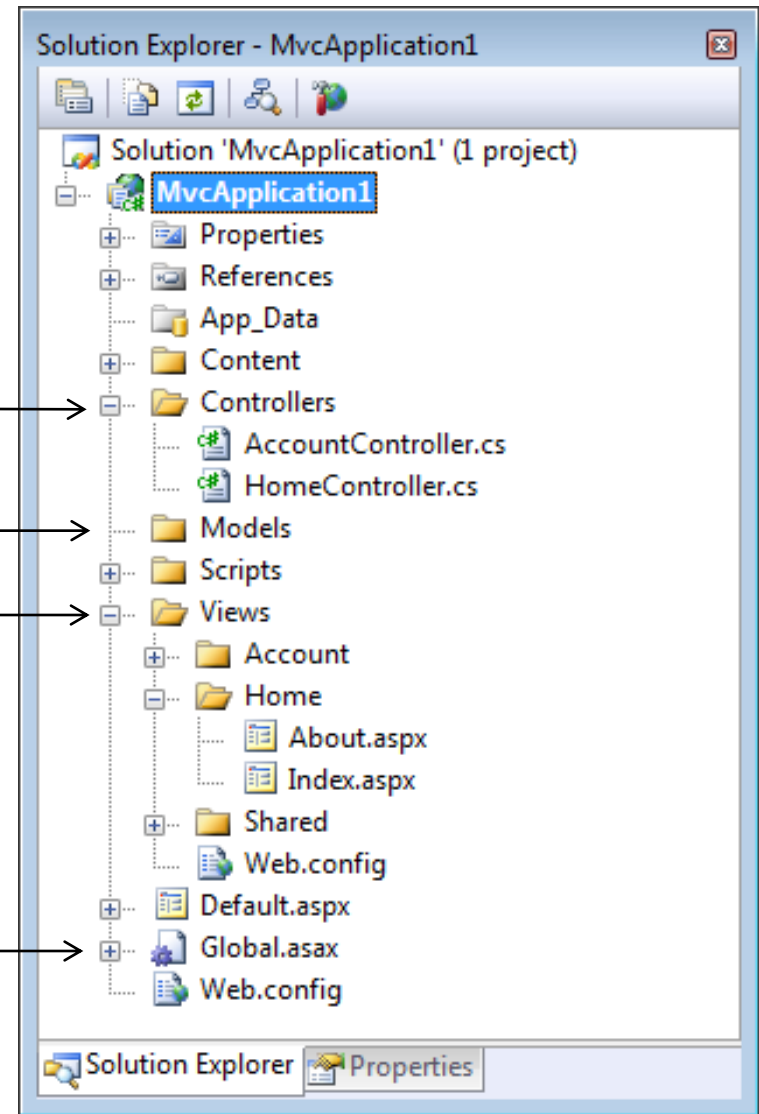 Solution Explorer - MvcApplication1
Solution 'MvcApplication1' (1 project)
MvcApplication1
Properties
References
App_Data
Content
Controllers
AccountController.cs
HomeController.cs
Models
Scripts
Views
Account
Home
About.aspx
Index.aspx
Shared
Web.config
Default.aspx
Global.asax
Web.config
Solution Explorer Properties